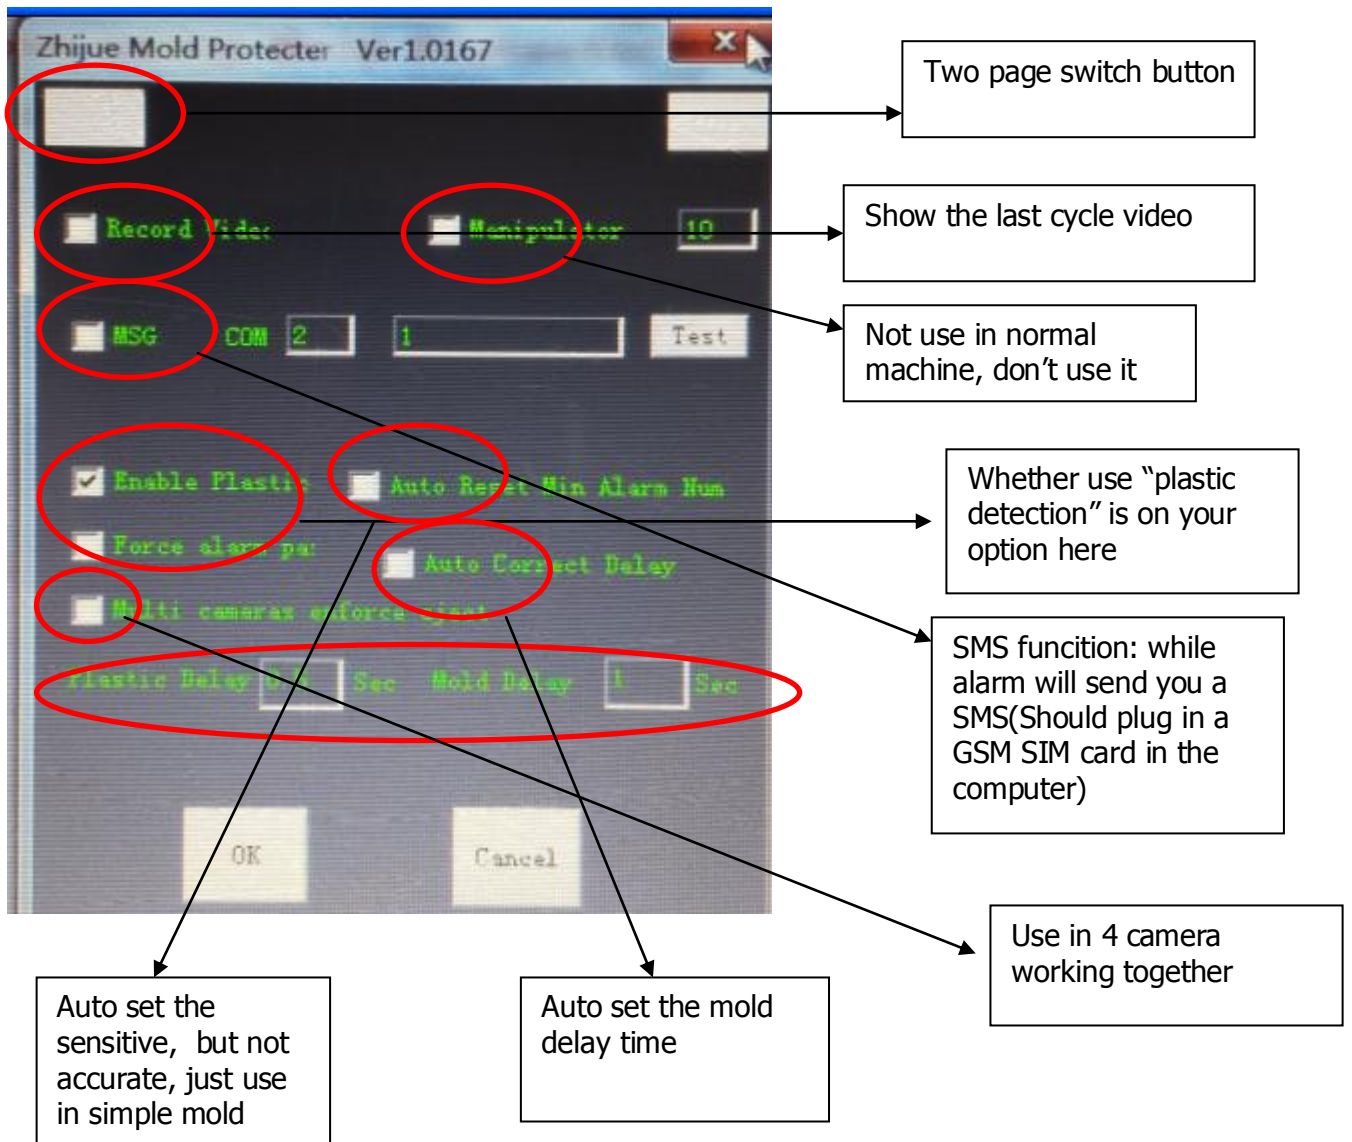 Zhijue Mold Protecter Ver1.0167
Two page switch button
Record Video
Manipulator
10
Show the last cycle video
MSG
COM
2
1
Test
Not use in normal
machine, don’t use it
Enable Plastic
Auto Reset Min Alarm Num
Whether use “plastic
detection” is on your
option here
Force alarm
Auto Correct Delay
Multi cameras enforce eject
SMS funcition: while
alarm will send you a
SMS(Should plug in a
GSM SIM card in the
computer)
Plastic Delay
Sec
Mold Delay
1
Sec
OK
Cancel
Use in 4 camera
working together
Auto set the
sensitive, but not
accurate, just use
in simple mold
Auto set the mold
delay time